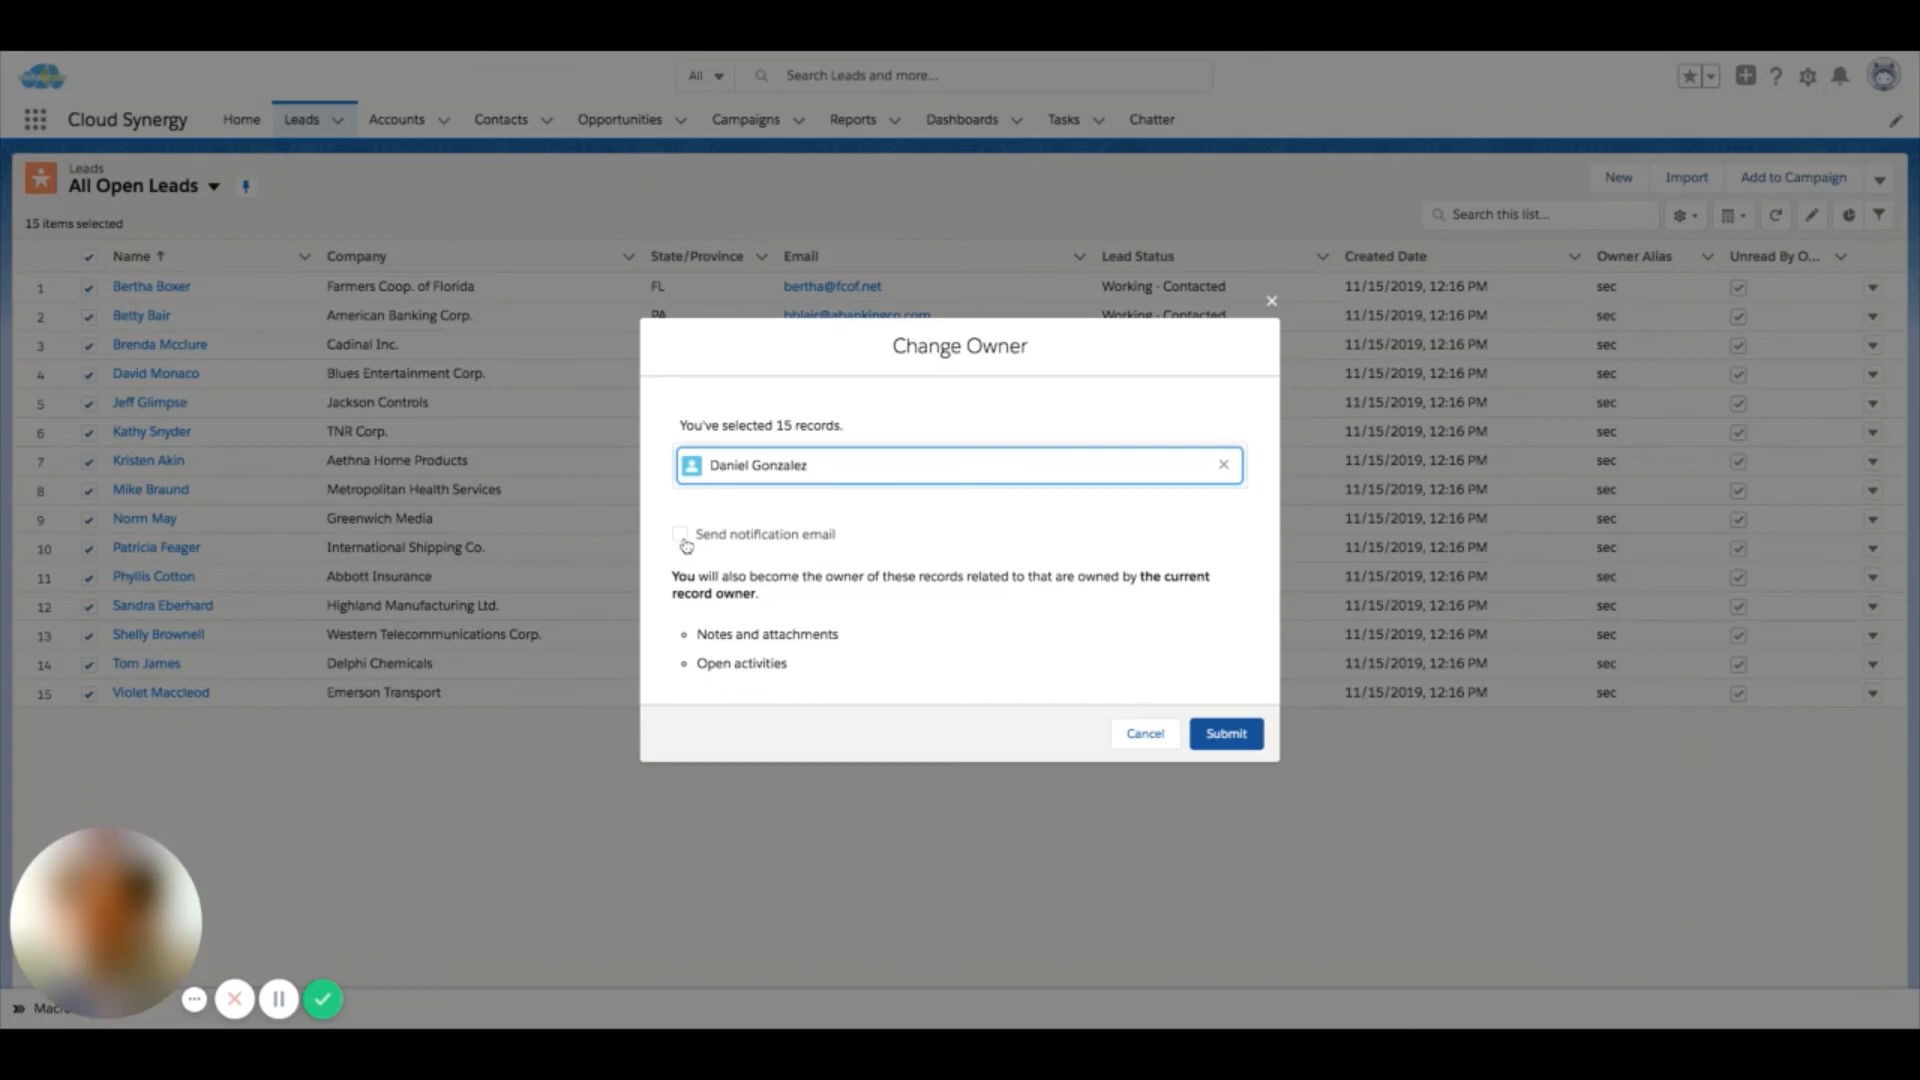 All
Search Leads and more...
Cloud Synergy
Home
Leads
Accounts
Contacts
Opportunities
Campaigns
Reports
Dashboards
Tasks
Chatter
Leads
All Open Leads
New
Import
Add to Campaign
15 items selected
Search this list...
Name ↑ Company State/Province Email Lead Status Created Date Owner Alias Unread By O...
1 Bertha Boxer Farmers Coop. of Florida FL bertha@fcof.net Working - Contacted 11/15/2019, 12:16 PM sec
2 Betty Bair American Banking Corp. PA bblair@abankingco.com Working - Contacted 11/15/2019, 12:16 PM sec
3 Brenda Mcclure Cadinal Inc. 11/15/2019, 12:16 PM sec
4 David Monaco Blues Entertainment Corp. 11/15/2019, 12:16 PM sec
5 Jeff Glimpse Jackson Controls 11/15/2019, 12:16 PM sec
6 Kathy Snyder TNR Corp. 11/15/2019, 12:16 PM sec
7 Kristen Akin Aethna Home Products 11/15/2019, 12:16 PM sec
8 Mike Braund Metropolitan Health Services 11/15/2019, 12:16 PM sec
9 Norm May Greenwich Media 11/15/2019, 12:16 PM sec
10 Patricia Feager International Shipping Co. 11/15/2019, 12:16 PM sec
11 Phyllis Cotton Abbott Insurance 11/15/2019, 12:16 PM sec
12 Sandra Eberhard Highland Manufacturing Ltd. 11/15/2019, 12:16 PM sec
13 Shelly Brownell Western Telecommunications Corp. 11/15/2019, 12:16 PM sec
14 Tom James Delphi Chemicals 11/15/2019, 12:16 PM sec
15 Violet Maccleod Emerson Transport 11/15/2019, 12:16 PM sec
Change Owner
You've selected 15 records.
Daniel Gonzalez
Send notification email
You will also become the owner of these records related to that are owned by the current
record owner.
Notes and attachments
Open activities
Cancel
Submit